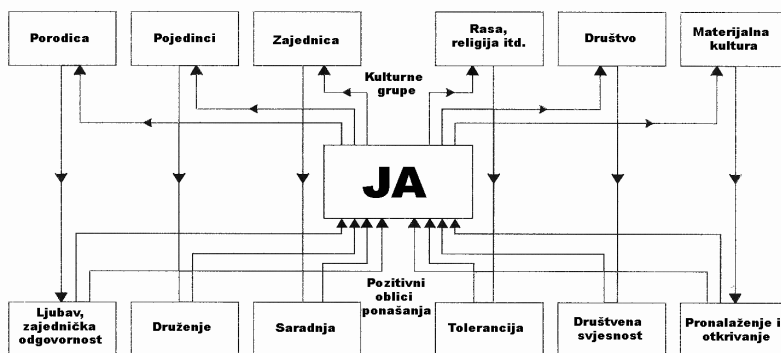 Porodica
Pojedinci
Zajednica
Rasa,
religija itd.
Društvo
Materijalna
kultura
Kulturne
grupe
JA
Pozitivni
oblici
ponašanja
Ljubav,
zajednička
odgovornost
Druženje
Saradnja
Tolerancija
Društvena
svjesnost
Pronalaženje i
otkrivanje